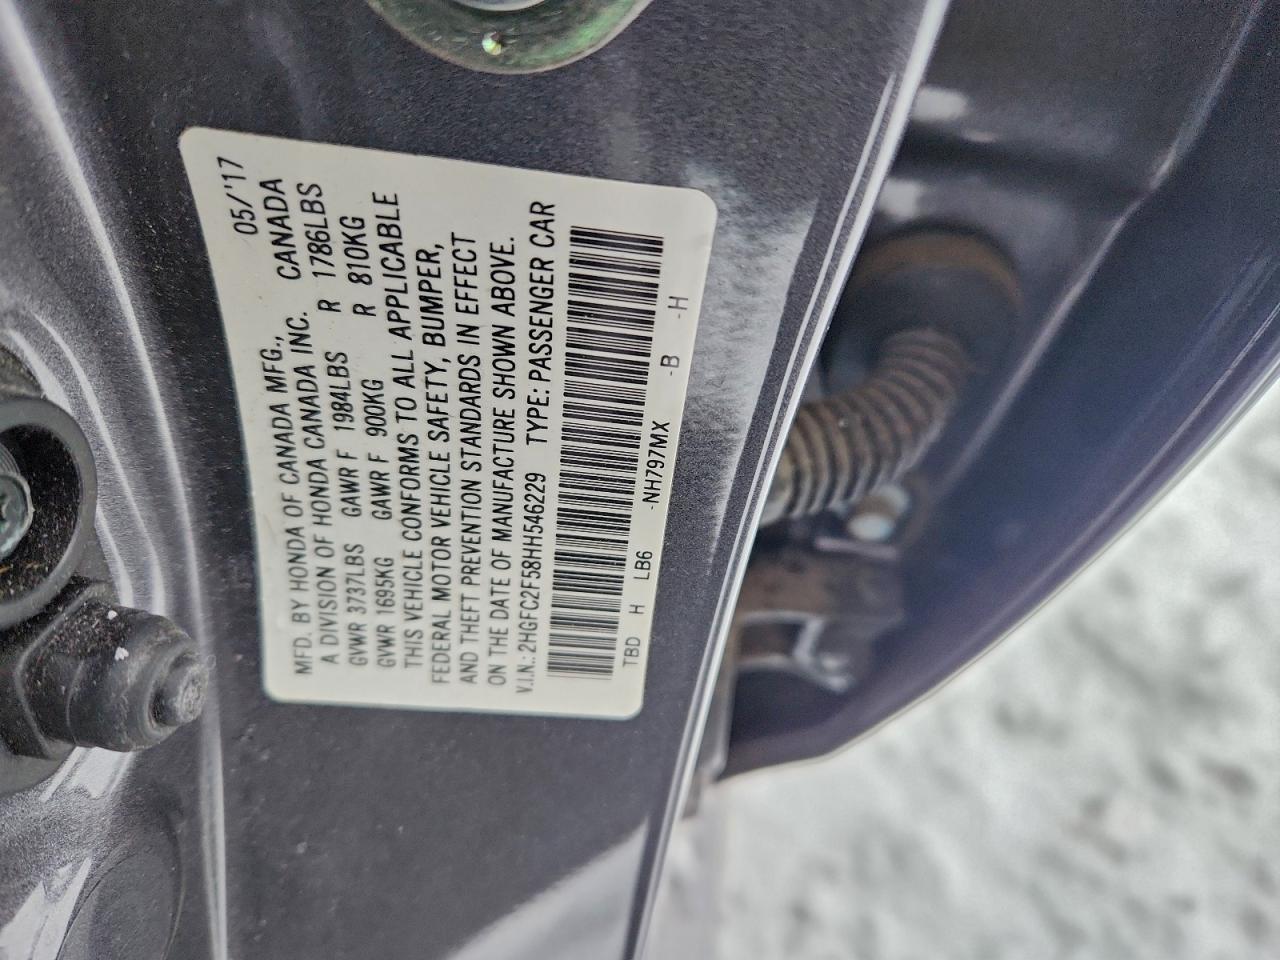 MFD. BY HONDA OF CANADA MFG., 05/'17
A DIVISION OF HONDA CANADA INC. CANADA
GVWR 3737LBS GAWR F 1984LBS R 1786LBS
GVWR 1695KG GAWR F 900KG R 810KG
THIS VEHICLE CONFORMS TO ALL APPLICABLE
FEDERAL MOTOR VEHICLE SAFETY, BUMPER,
AND THEFT PREVENTION STANDARDS IN EFFECT
ON THE DATE OF MANUFACTURE SHOWN ABOVE.
V.I.N.: 2HGFC2F58HH546229 TYPE: PASSENGER CAR
TBD H LB6 -NH797MX -B -H